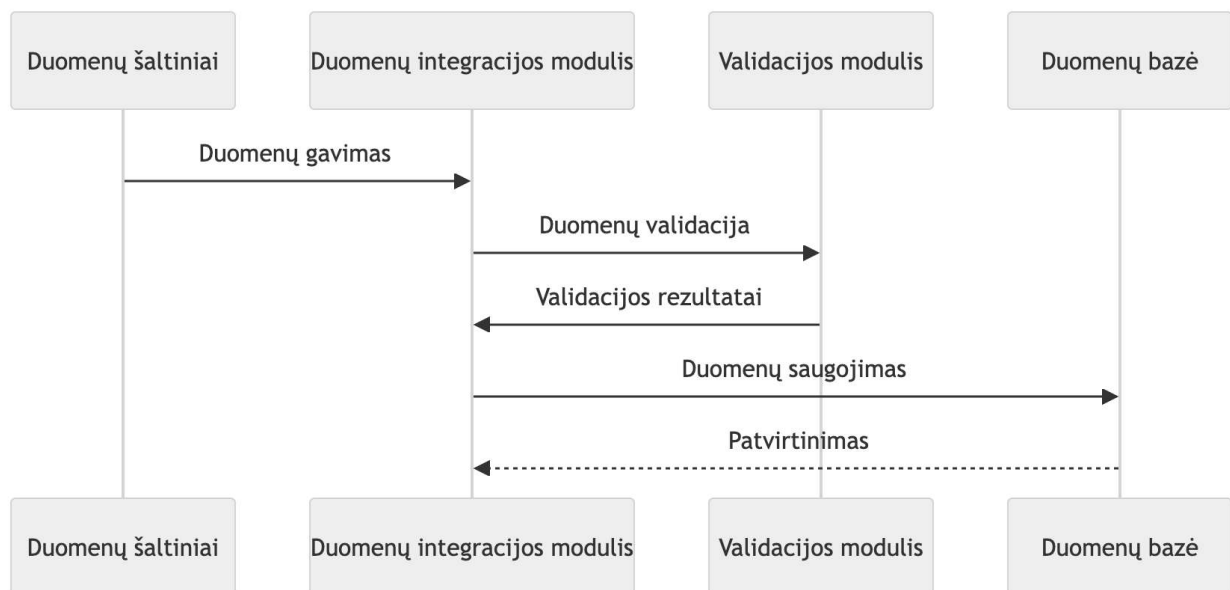 Duomenų šaltiniai
Duomenų integracijos modulis
Validacijos modulis
Duomenų bazė
Duomenų gavimas
Duomenų validacija
Validacijos rezultatai
Duomenų saugojimas
Patvirtinimas
Duomenų šaltiniai
Duomenų integracijos modulis
Validacijos modulis
Duomenų bazė